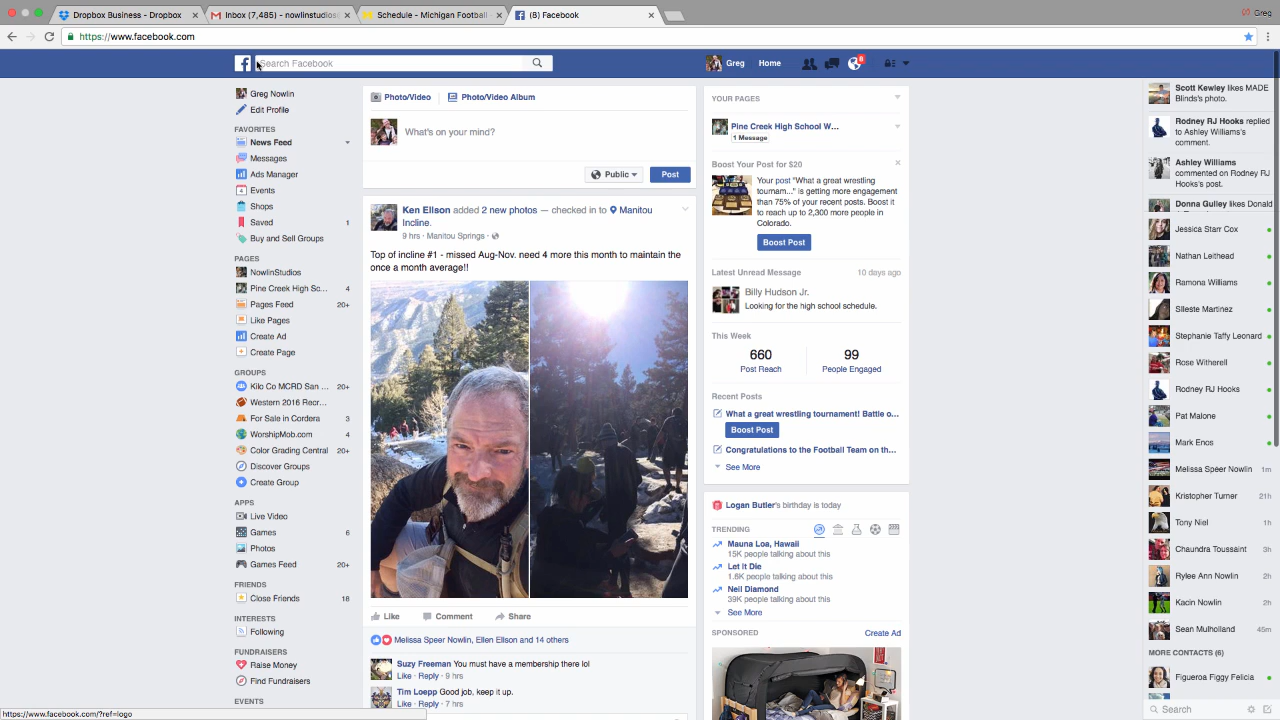 Dropbox Business - Dropbox
Inbox (7,485) - nowlinstudios
Schedule - Michigan Football -
(8) Facebook
Greg
https://www.facebook.com
Search Facebook
Greg
Home
8
Greg Nowlin
Edit Profile
FAVORITES
News Feed
Messages
Ads Manager
Events
Shops
Saved 1
Buy and Sell Groups
PAGES
NowlinStudios
Pine Creek High Sc... 4
Pages Feed 20+
Like Pages
Create Ad
Create Page
GROUPS
Kilo Co MCRD San ... 20+
Western 2016 Recr...
For Sale in Cordera 3
WorshipMob.com 4
Color Grading Central 20+
Discover Groups
Create Group
APPS
Live Video
Games 6
Photos
Games Feed 20+
FRIENDS
Close Friends 18
INTERESTS
Following
FUNDRAISERS
Raise Money
Find Fundraisers
EVENTS
https://www.facebook.com/?ref=logo
Photo/Video
Photo/Video Album
What's on your mind?
Public
Post
Ken Ellson added 2 new photos — checked in to Manitou
Incline.
9 hrs · Manitou Springs ·
Top of incline #1 - missed Aug-Nov. need 4 more this month to maintain the
once a month average!!
Like
Comment
Share
Melissa Speer Nowlin, Ellen Ellson and 14 others
Suzy Freeman You must have a membership there lol
Like · Reply · 9 hrs
Tim Loepp Good job, keep it up.
Like · Reply · 7 hrs
YOUR PAGES
Pine Creek High School W...
1 Message
Boost Your Post for $20
Your post "What a great wrestling
tournam..." is getting more engagement
than 75% of your recent posts. Boost it
to reach up to 2,300 more people in
Colorado.
Boost Post
Latest Unread Message 10 days ago
Billy Hudson Jr.
Looking for the high school schedule.
This Week
660 99
Post Reach People Engaged
Recent Posts
What a great wrestling tournament! Battle o...
Boost Post
Congratulations to the Football Team on th...
See More
Logan Butler's birthday is today
TRENDING
Mauna Loa, Hawaii
15K people talking about this
Let It Die
1.6K people talking about this
Neil Diamond
39K people talking about this
See More
SPONSORED Create Ad
Scott Kewley likes MADE
Blinds's photo.
Rodney RJ Hooks replied
to Ashley Williams's
comment.
Ashley Williams
commented on Rodney RJ
Hooks's post.
Donna Gulley likes Donald
Jessica Starr Cox
Nathan Leithead
Ramona Williams
Slleste Martinez
Stephanie Taffy Leonard
Rose Witherell
Rodney RJ Hooks
Pat Malone
Mark Enos
Melissa Speer Nowlin 1m
Kristopher Turner 21h
Tony Niel 1h
Chaundra Toussaint 3h
Rylee Ann Nowlin 2h
Kacin Nowlin 2h
Sean Mulholland 45m
MORE CONTACTS (6)
Figueroa Figgy Felicia
Search